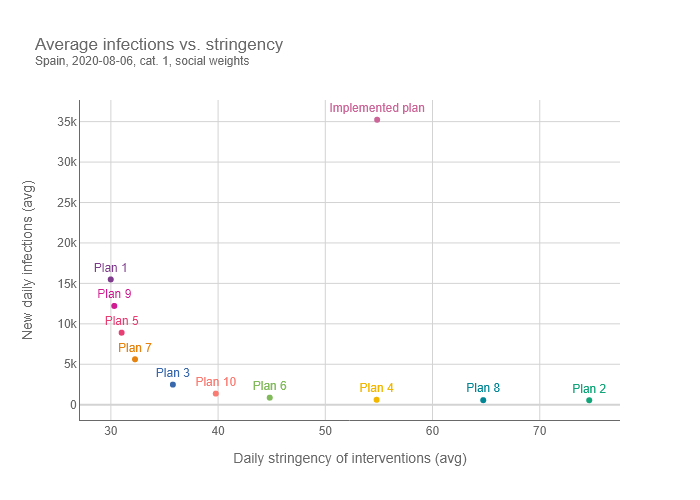 Average infections vs. stringency
Spain, 2020-08-06, cat. 1, social weights
Implemented plan
35k
30k
25k
20k
Plan 1
15k
Plan 9
Plan 5
10k
Plan 7
5k
Plan 3
Plan 10
Plan 6
Plan 4
Plan 8
Plan 2
0
30
40
50
60
70
New daily infections (avg)
Daily stringency of interventions (avg)